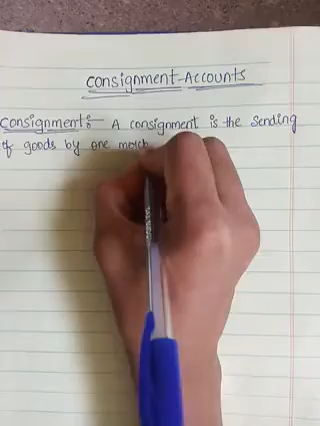 Consignment Accounts
Consignment:- A consignment is the sending
of goods by one merch